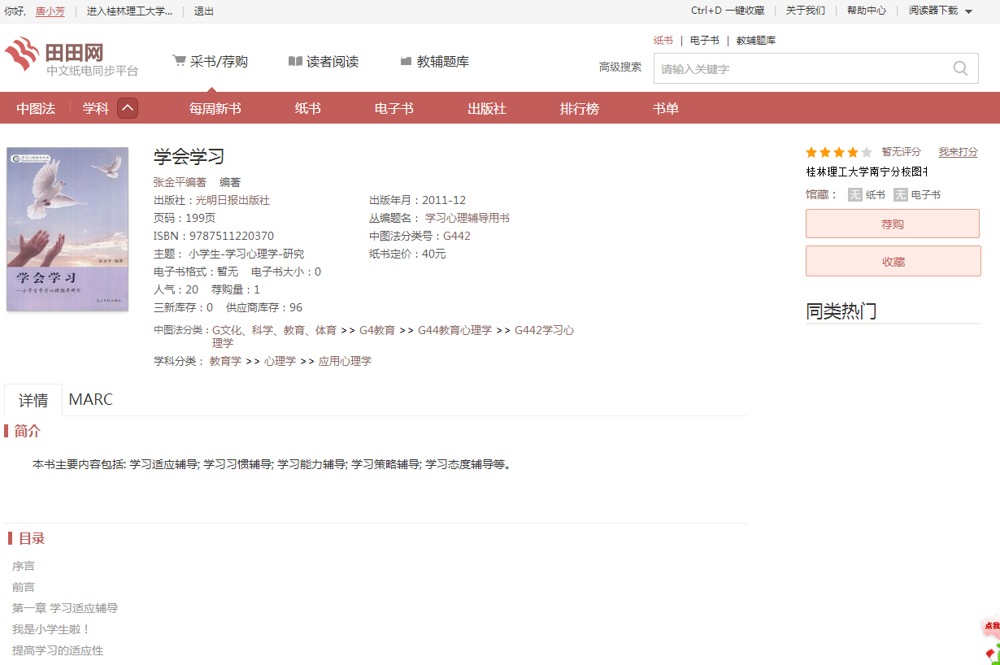 你好, 唐小芳 | 进入桂林理工大学... | 退出
Ctrl+D 一键收藏 | 关于我们 | 帮助中心 | 阅读器下载
田田网
中文纸电同步平台
采书/荐购 读者阅读 教辅题库
纸书 | 电子书 | 教辅题库
高级搜索 请输入关键字
中图法 学科 每周新书 纸书 电子书 出版社 排行榜 书单
学会学习
张金平编著 编著
出版社：光明日报出版社 出版年月：2011-12
页码：199页 丛编题名： 学习心理辅导用书
ISBN：9787511220370 中图法分类号：G442
主题： 小学生-学习心理学-研究 纸书定价：40元
电子书格式：暂无 电子书大小：0
人气：20 荐购量：1
三新库存：0 供应商库存：96
中图法分类：G文化、科学、教育、体育 >> G4教育 >> G44教育心理学 >> G442学习心
理学
学科分类： 教育学 >> 心理学 >> 应用心理学
张金平 编著
学会学习
—小学生学习心理辅导研究
光明日报出版社
暂无评分 我来打分
桂林理工大学南宁分校图书
馆藏： 无 纸书 无 电子书
荐购
收藏
同类热门
详情 MARC
简介
本书主要内容包括: 学习适应辅导; 学习习惯辅导; 学习能力辅导; 学习策略辅导; 学习态度辅导等。
目录
序言
前言
第一章 学习适应辅导
我是小学生啦！
提高学习的适应性
点我